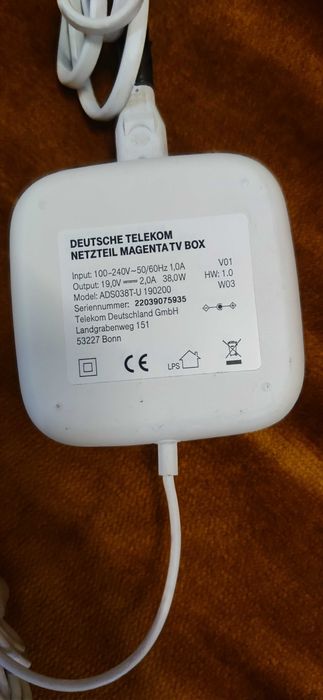 DEUTSCHE TELEKOM
NETZTEIL MAGENTA TV BOX
Input: 100-240V~50/60Hz 1,0A V01
Output: 19,0V⎓2,0A 38,0W HW: 1.0
Model: ADS038T-U 190200 W03
Seriennummer: 22039075935
Telekom Deutschland GmbH
Landgrabenweg 151
53227 Bonn
CE
LPS